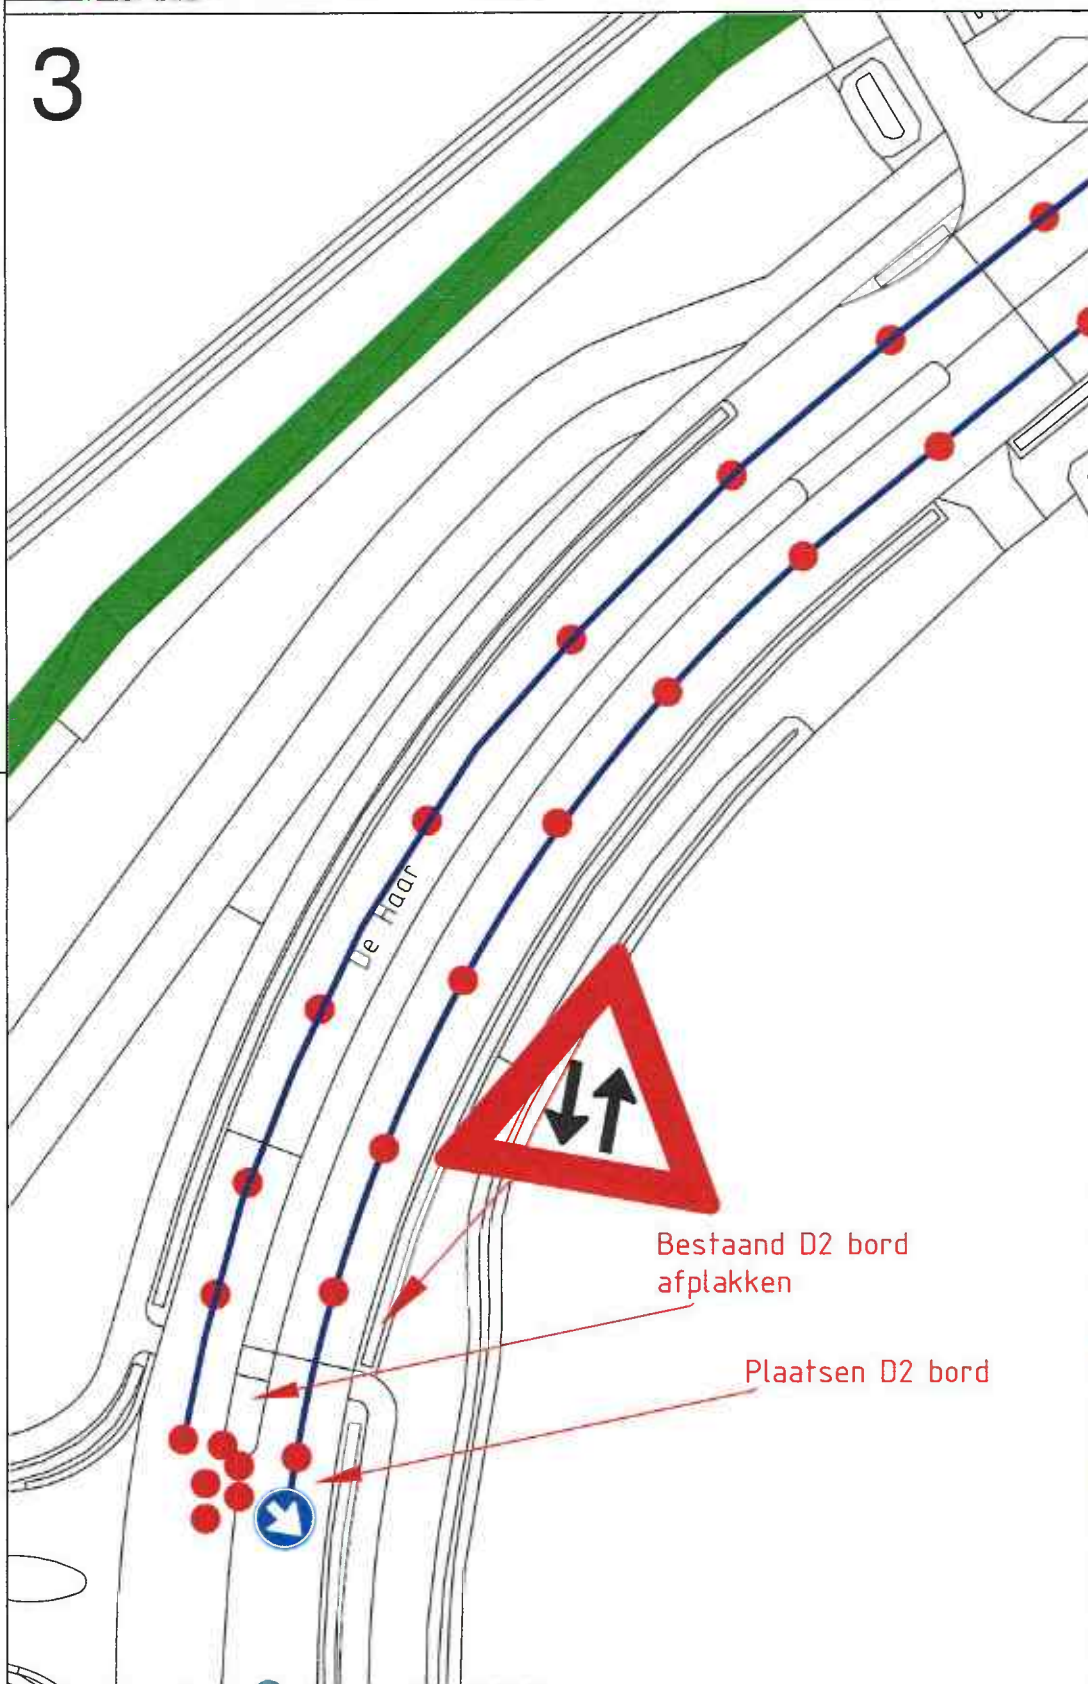 3
De Haar
Bestaand D2 bord
afplakken
Plaatsen D2 bord